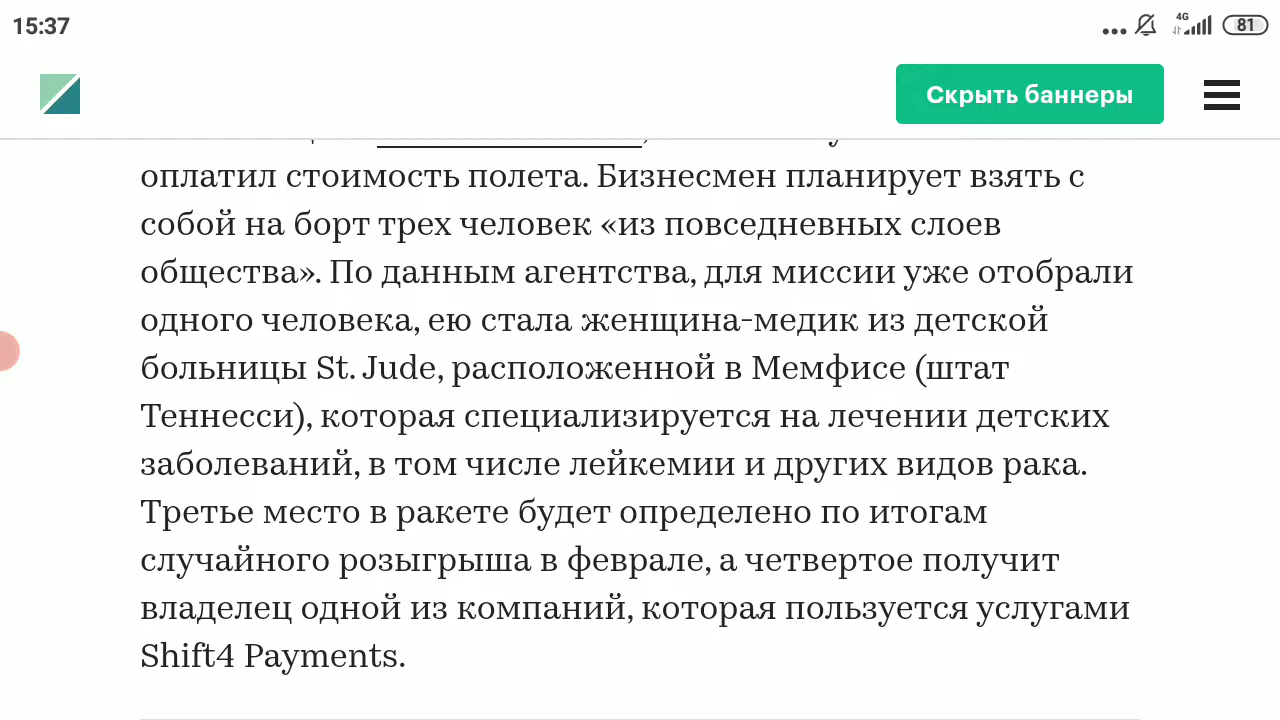 15:37
4G
81
Скрыть баннеры
оплатил стоимость полета. Бизнесмен планирует взять с
собой на борт трех человек «из повседневных слоев
общества». По данным агентства, для миссии уже отобрали
одного человека, ею стала женщина-медик из детской
больницы St. Jude, расположенной в Мемфисе (штат
Теннесси), которая специализируется на лечении детских
заболеваний, в том числе лейкемии и других видов рака.
Третье место в ракете будет определено по итогам
случайного розыгрыша в феврале, а четвертое получит
владелец одной из компаний, которая пользуется услугами
Shift4 Payments.